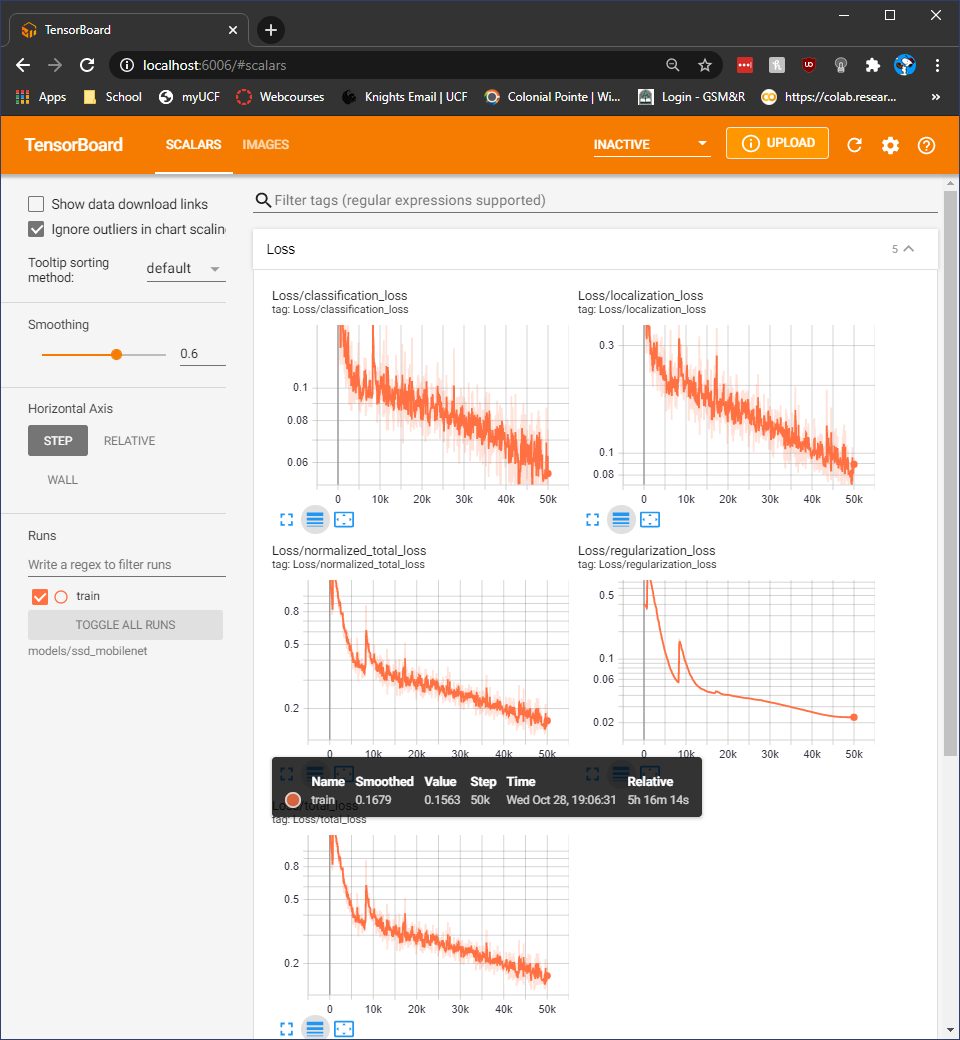 TensorBoard
localhost:6006/#scalars
Apps School myUCF Webcourses Knights Email | UCF Colonial Pointe | Wi... Login - GSM&R https://colab.resear... »
TensorBoard SCALARS IMAGES INACTIVE UPLOAD
Show data download links
Ignore outliers in chart scalin
Tooltip sorting
method:
default
Smoothing
0.6
Horizontal Axis
STEP RELATIVE
WALL
Runs
Write a regex to filter runs
train
TOGGLE ALL RUNS
models/ssd_mobilenet
Filter tags (regular expressions supported)
Loss 5
Loss/classification_loss
tag: Loss/classification_loss
0.1
0.08
0.06
0 10k 20k 30k 40k 50k
Loss/localization_loss
tag: Loss/localization_loss
0.3
0.1
0.08
0 10k 20k 30k 40k 50k
Loss/normalized_total_loss
tag: Loss/normalized_total_loss
0.8
0.5
0.2
0 10k 20k 30k 40k 50k
Loss/regularization_loss
tag: Loss/regularization_loss
0.5
0.1
0.06
0.02
0 10k 20k 30k 40k 50k
Name Smoothed Value Step Time Relative
train 0.1679 0.1563 50k Wed Oct 28, 19:06:31 5h 16m 14s
Loss/total_loss
tag: Loss/total_loss
0.8
0.5
0.2
0 10k 20k 30k 40k 50k